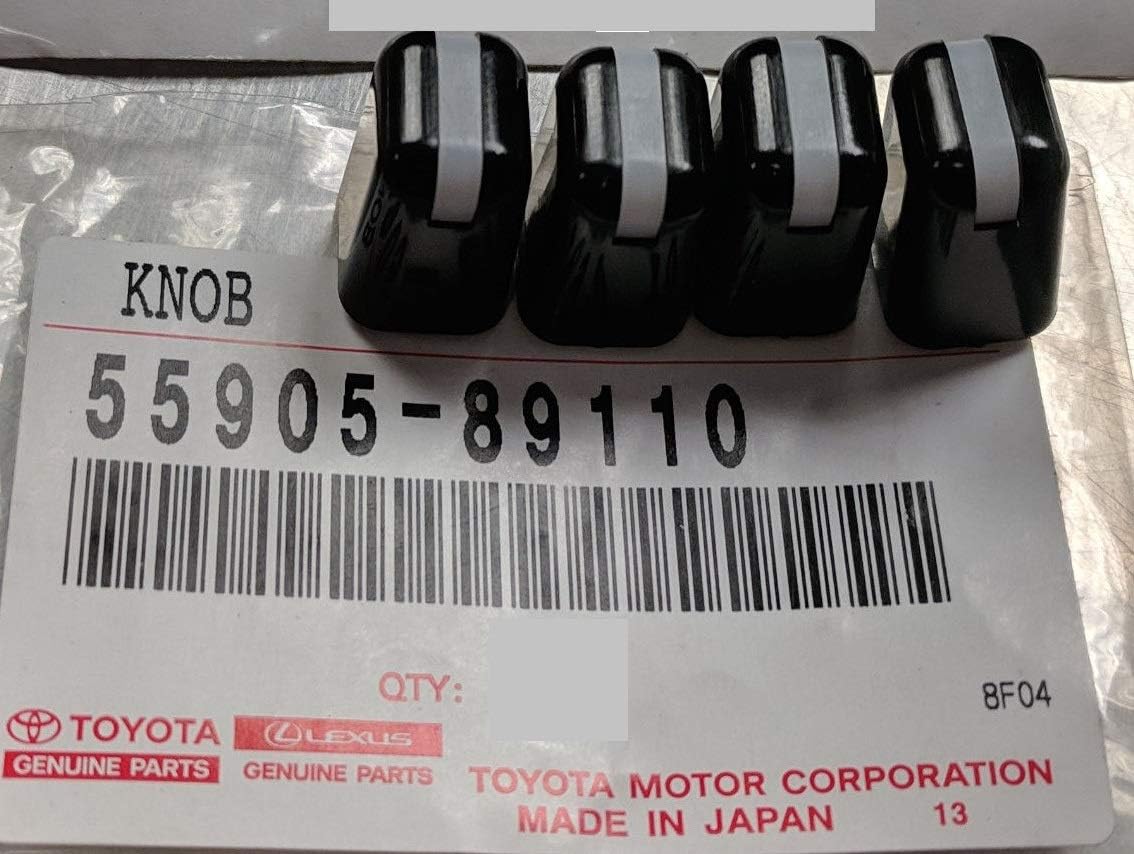 KNOB
55905-89110
QTY:
8F04
TOYOTA LEXUS
GENUINE PARTS GENUINE PARTS
TOYOTA MOTOR CORPORATION
MADE IN JAPAN 13